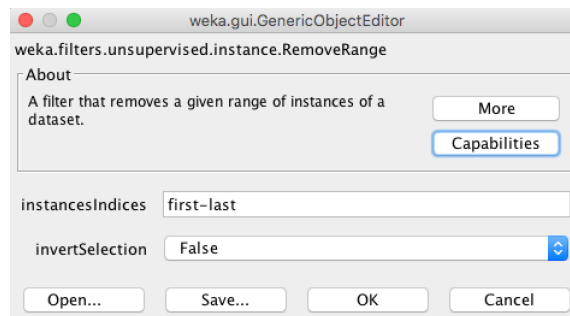 weka.gui.GenericObjectEditor
weka.filters.unsupervised.instance.RemoveRange
About
A filter that removes a given range of instances of a
dataset.
More
Capabilities
instancesIndices first-last
invertSelection False
Open... Save... OK Cancel